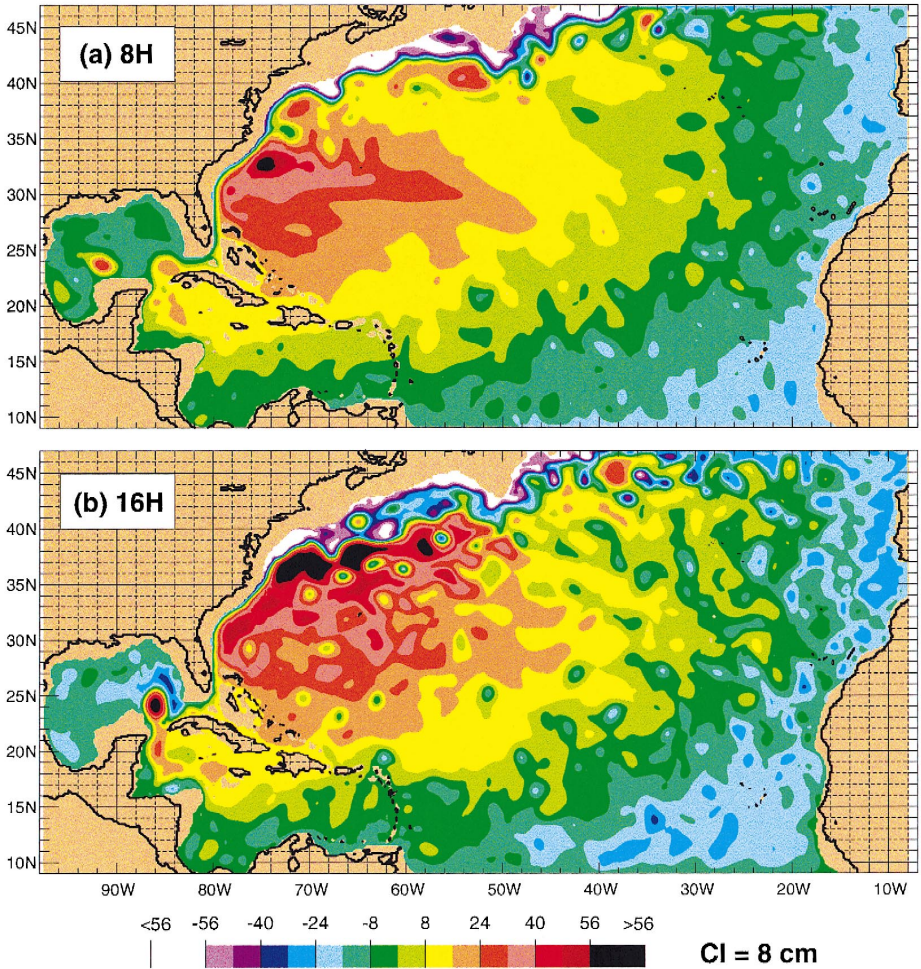 45N
(a) 8H
40N
35N
30N
25N
20N
15N
10N
45N
(b) 16H
40N
35N
30N
25N
20N
15N
10N
90W 80W 70W 60W 50W 40W 30W 20W 10W
<56 -56 -40 -24 -8 8 24 40 56 >56
CI = 8 cm